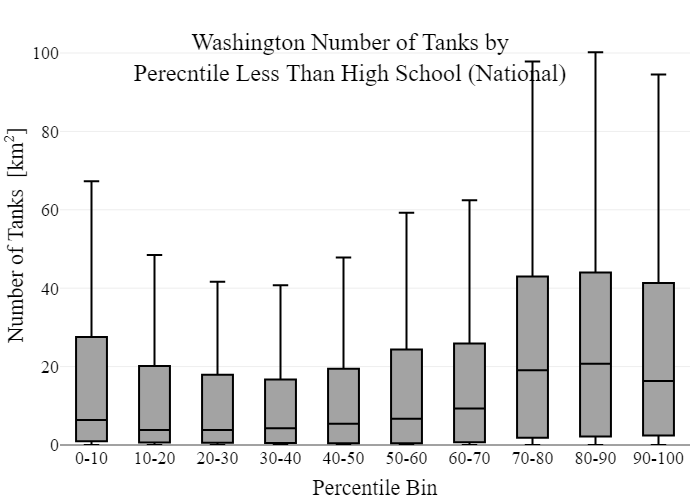 Washington Number of Tanks by
Perecntile Less Than High School (National)
Number of Tanks [km²]
100
80
60
40
20
0
0-10 10-20 20-30 30-40 40-50 50-60 60-70 70-80 80-90 90-100
Percentile Bin